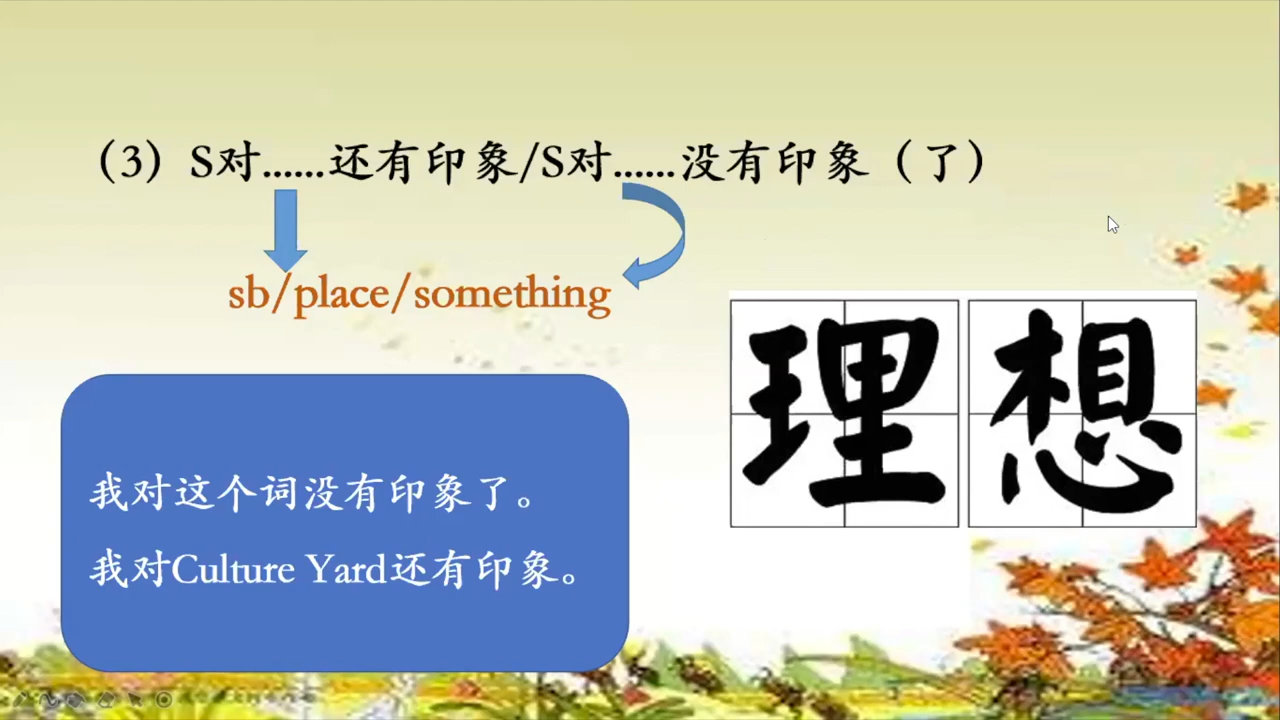 （3）S对......还有印象/S对......没有印象（了）
sb/place/something
理想
我对这个词没有印象了。
我对Culture Yard还有印象。